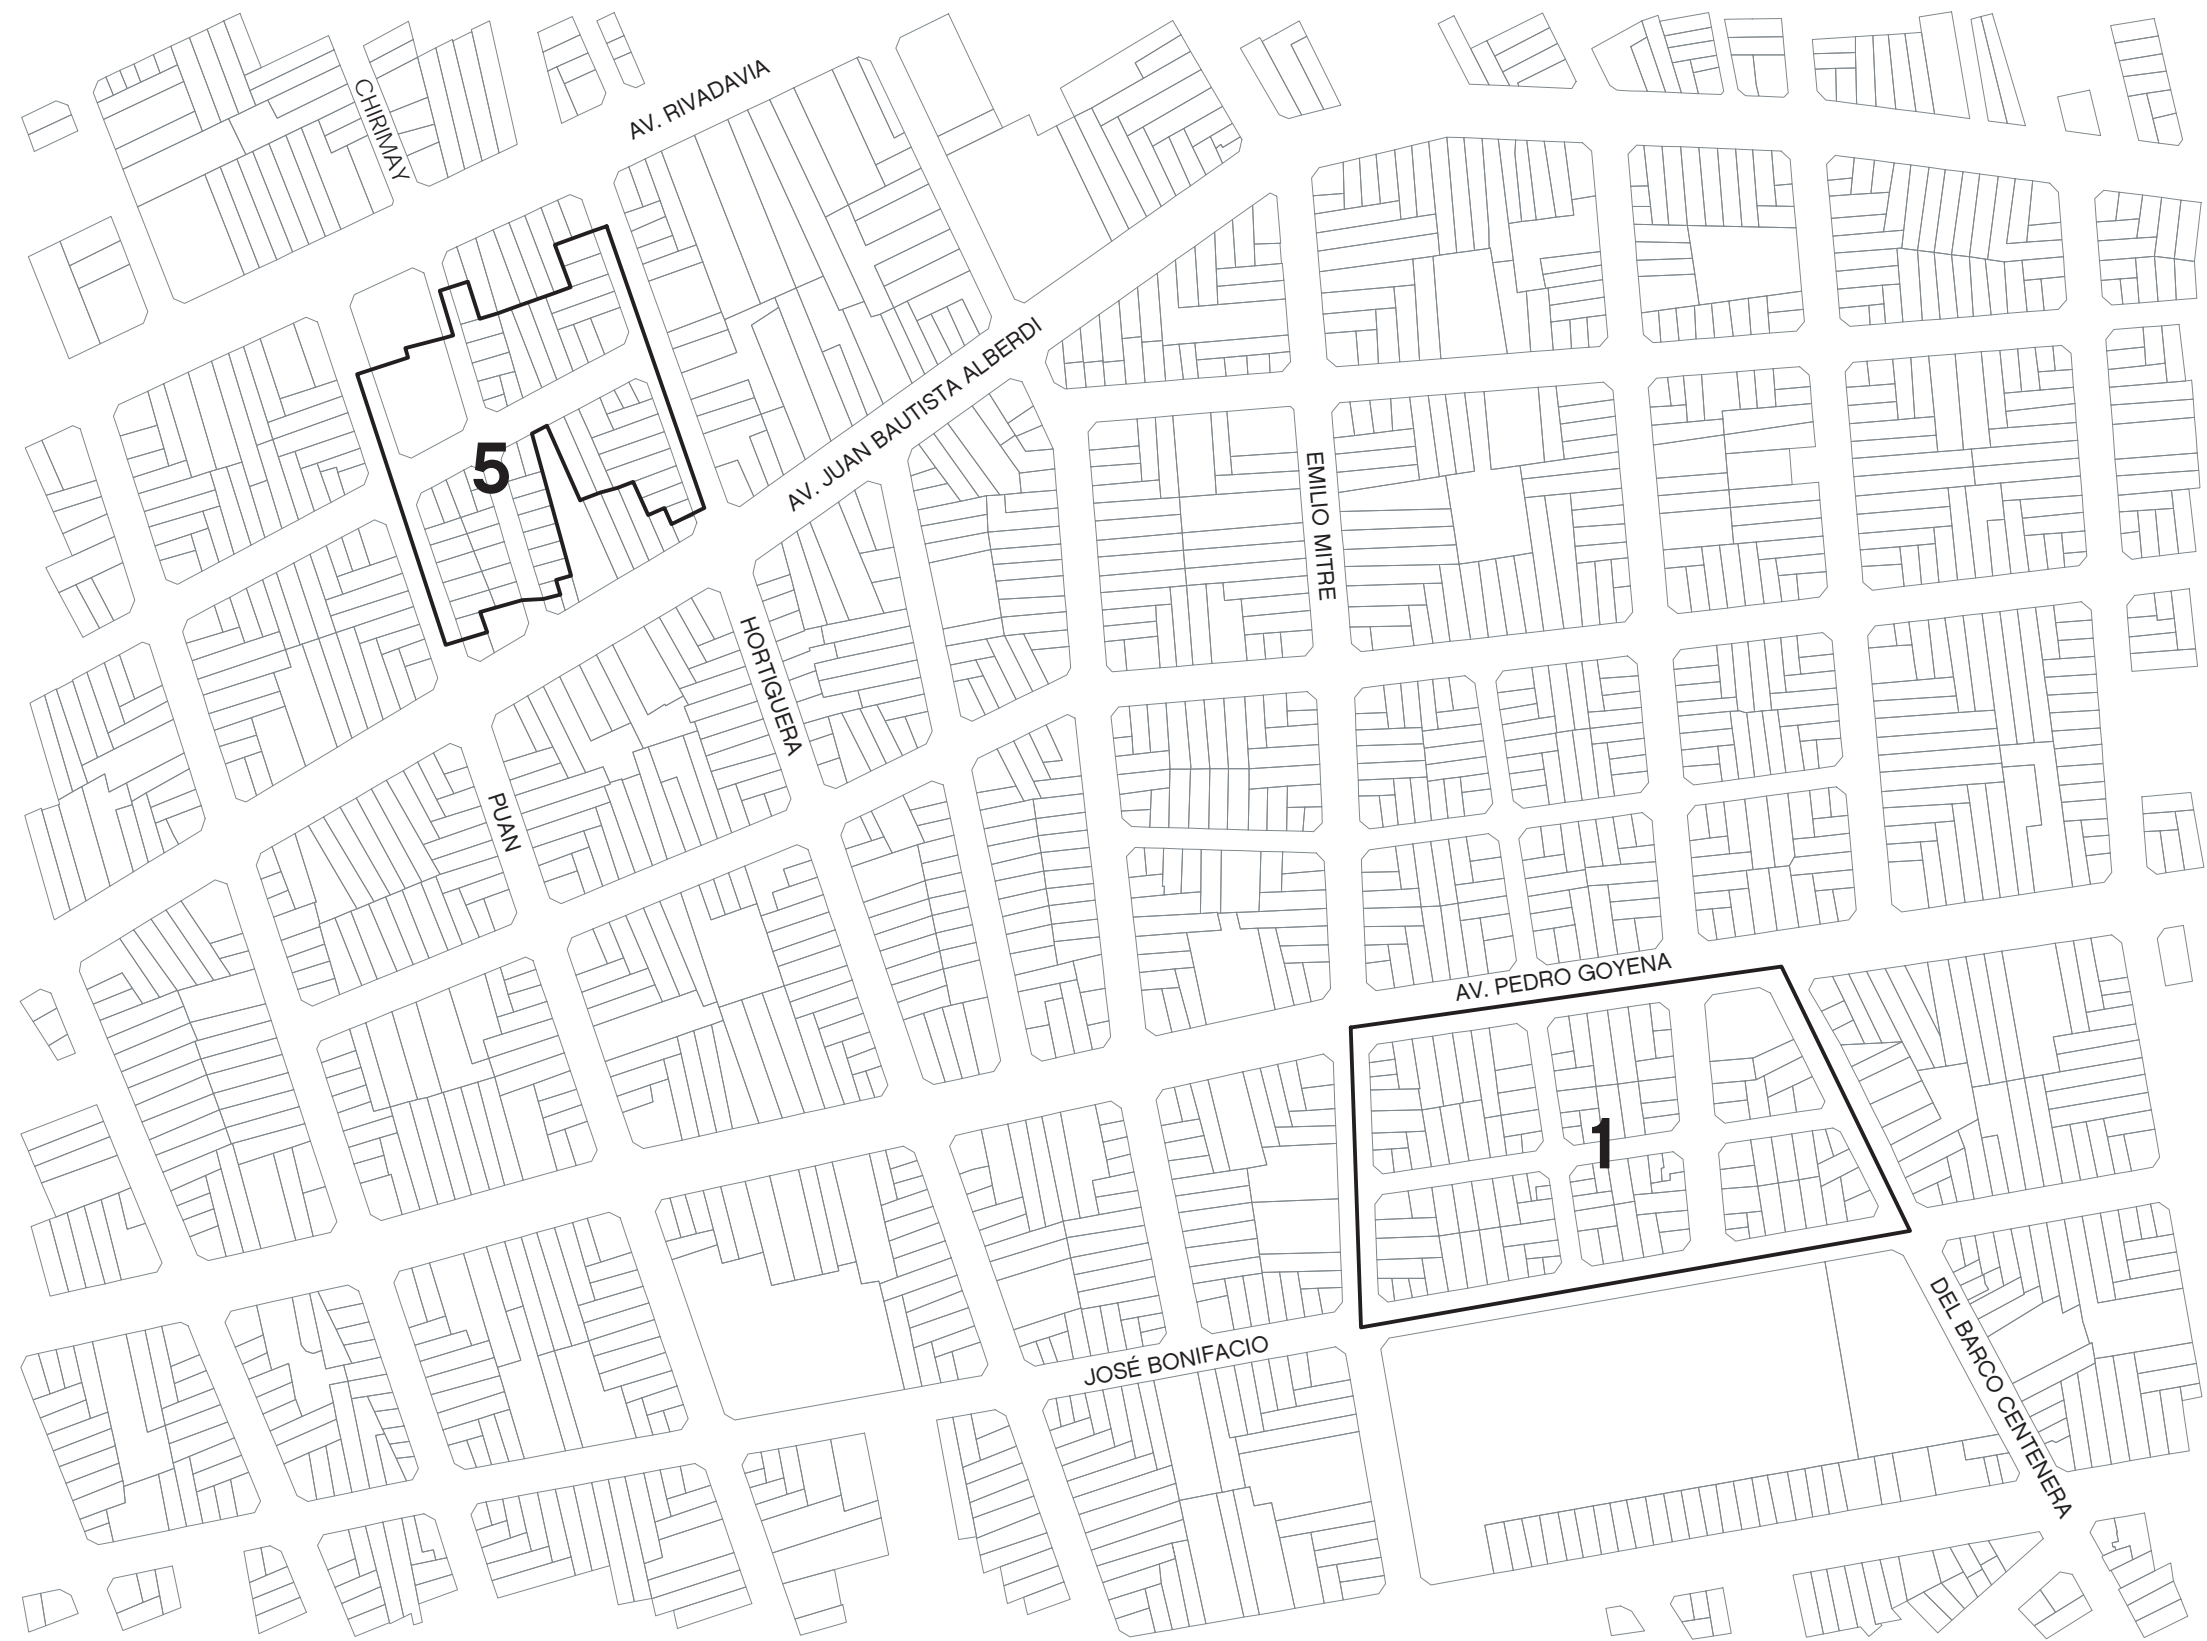 AV. RIVADAVIA
CHIRIMAY
AV. JUAN BAUTISTA ALBERDI
5
EMILIO MITRE
HORTIGUERA
PUAN
AV. PEDRO GOYENA
1
JOSÉ BONIFACIO
DEL BARCO CENTENERA